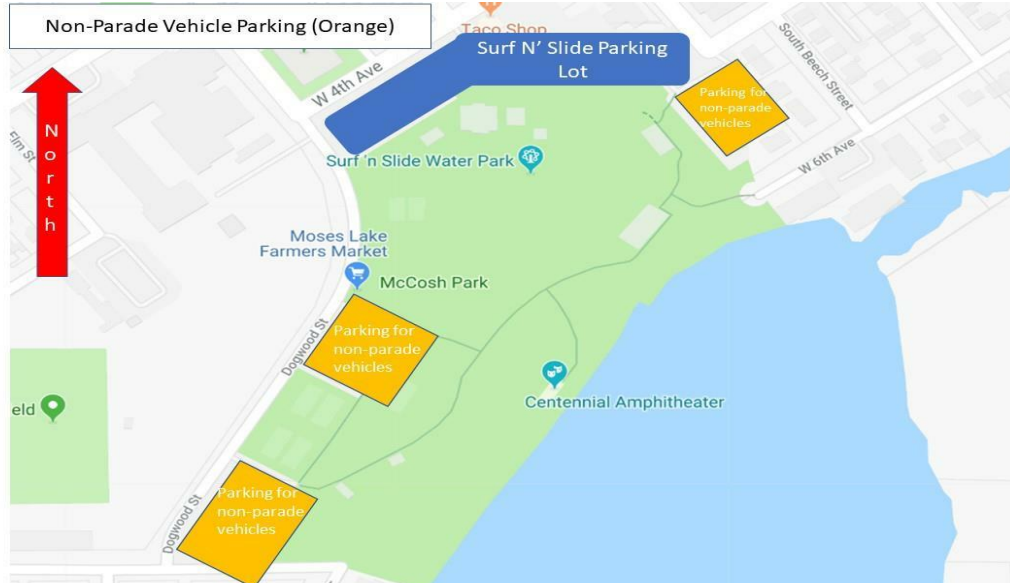 Non-Parade Vehicle Parking (Orange)
Taco Shop
Surf N' Slide Parking
Lot
W 4th Ave
South Beech Street
Parking for
non-parade
vehicles
N
o
r
t
h
Elm St
Surf 'n Slide Water Park
W 6th Ave
Moses Lake
Farmers Market
McCosh Park
Parking for
non-parade
vehicles
Dogwood St
Centennial Amphitheater
eld
Parking for
non-parade
vehicles
Dogwood St